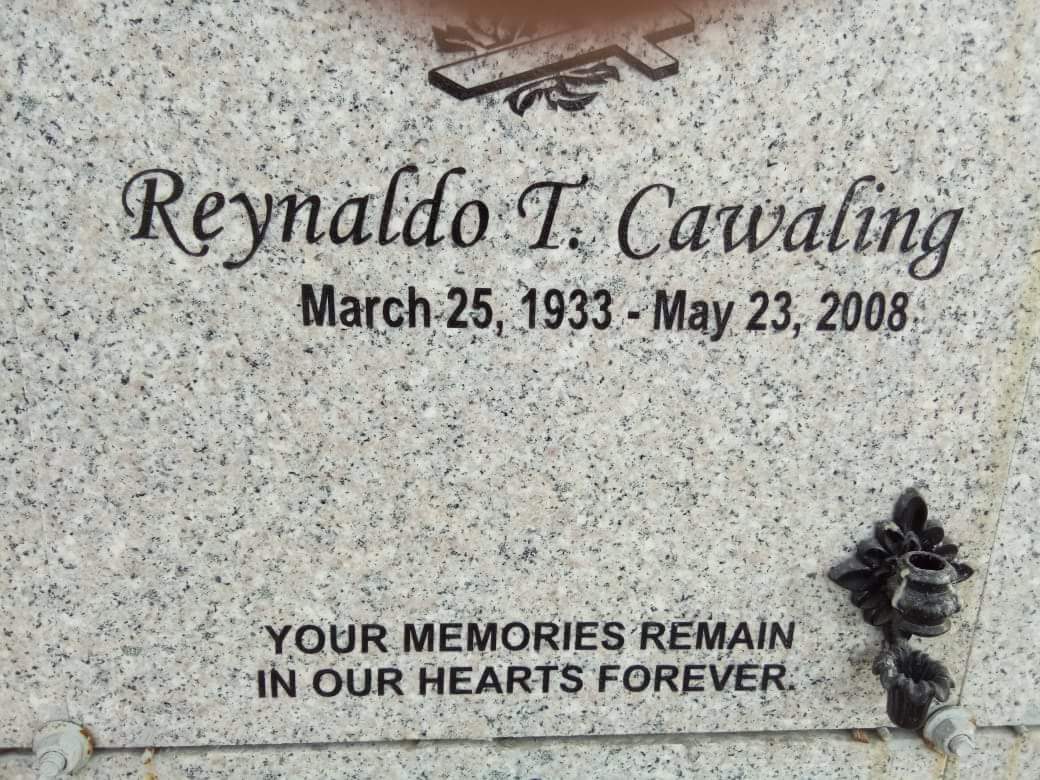 Reynaldo T. Cawaling
March 25, 1933 - May 23, 2008
YOUR MEMORIES REMAIN
IN OUR HEARTS FOREVER.